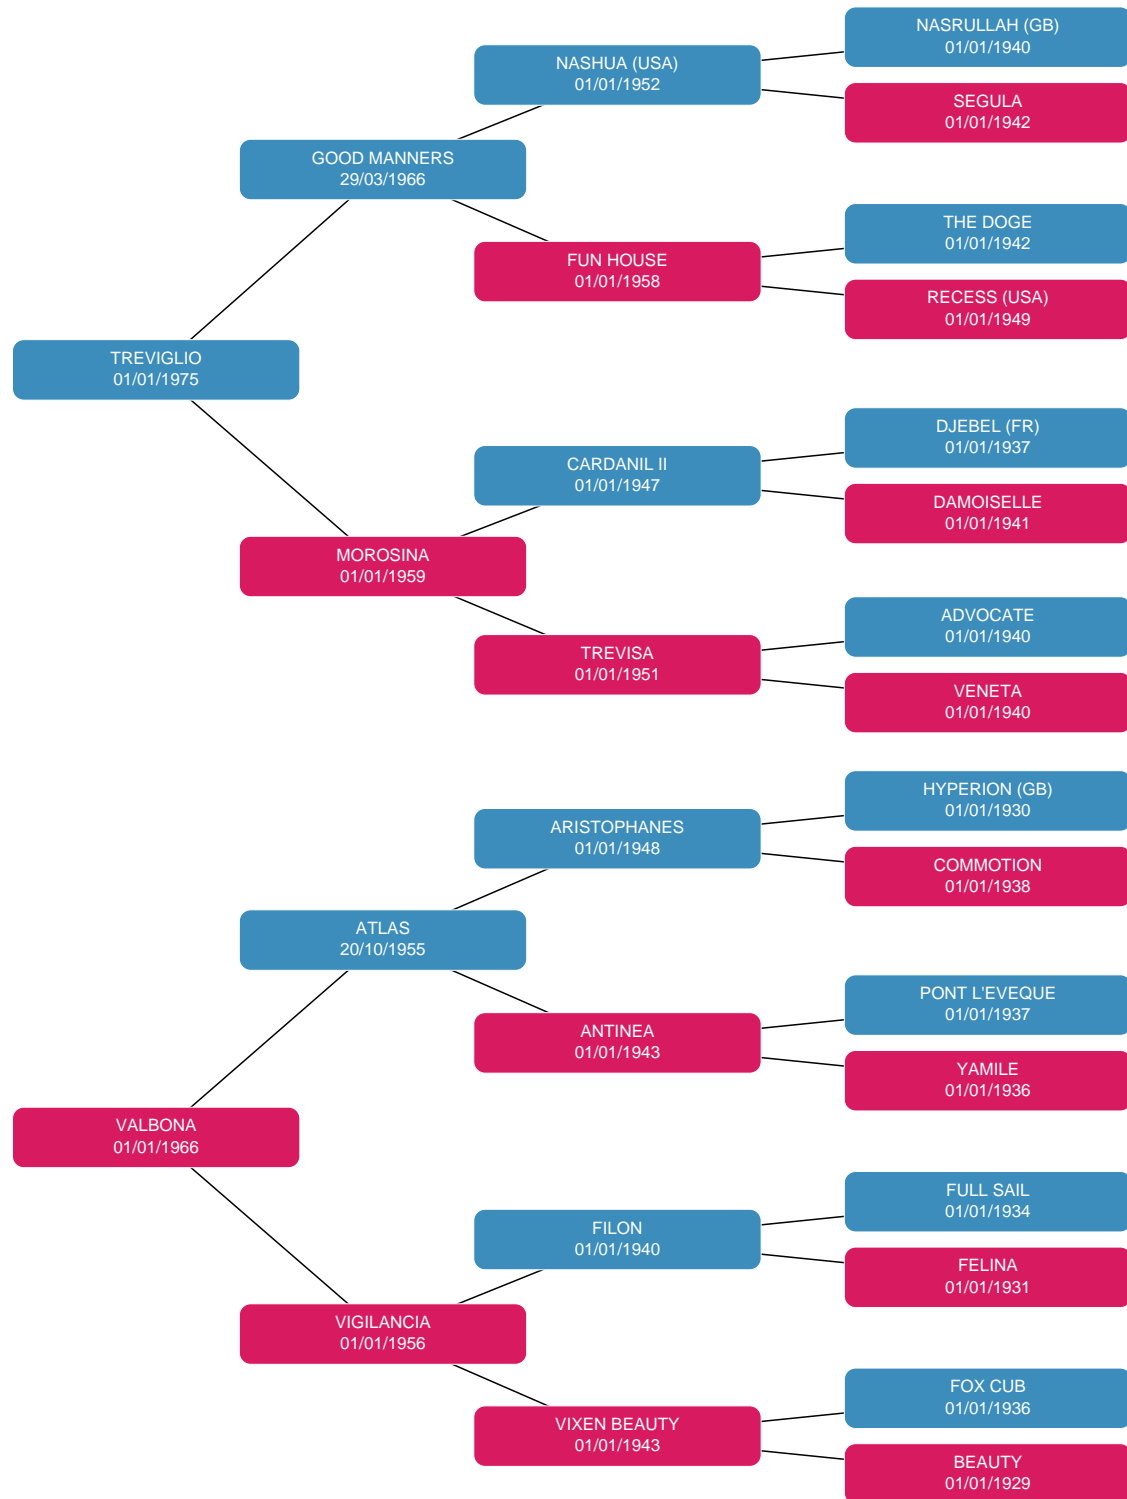 NASRULLAH (GB)
01/01/1940
NASHUA (USA)
01/01/1952
SEGULA
01/01/1942
GOOD MANNERS
29/03/1966
THE DOGE
01/01/1942
FUN HOUSE
01/01/1958
RECESS (USA)
01/01/1949
TREVIGLIO
01/01/1975
DJEBEL (FR)
01/01/1937
CARDANIL II
01/01/1947
DAMOISELLE
01/01/1941
MOROSINA
01/01/1959
ADVOCATE
01/01/1940
TREVISA
01/01/1951
VENETA
01/01/1940
HYPERION (GB)
01/01/1930
ARISTOPHANES
01/01/1948
COMMOTION
01/01/1938
ATLAS
20/10/1955
PONT L'EVEQUE
01/01/1937
ANTINEA
01/01/1943
YAMILE
01/01/1936
VALBONA
01/01/1966
FULL SAIL
01/01/1934
FILON
01/01/1940
FELINA
01/01/1931
VIGILANCIA
01/01/1956
FOX CUB
01/01/1936
VIXEN BEAUTY
01/01/1943
BEAUTY
01/01/1929